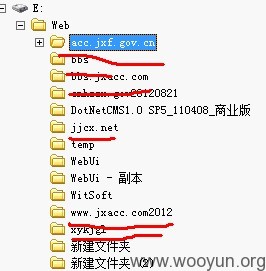 E:
Web
acc.jxf.gov.cn
bbs
bbs.jxacc.com
DotNetCMS1.0 SP5_110408_商业版
jjcx.net
temp
WebUi
WebUi - 副本
WitSoft
www.jxacc.com2012
xykjgl
新建文件夹
新建文件夹 (2)
www.wooyun.org